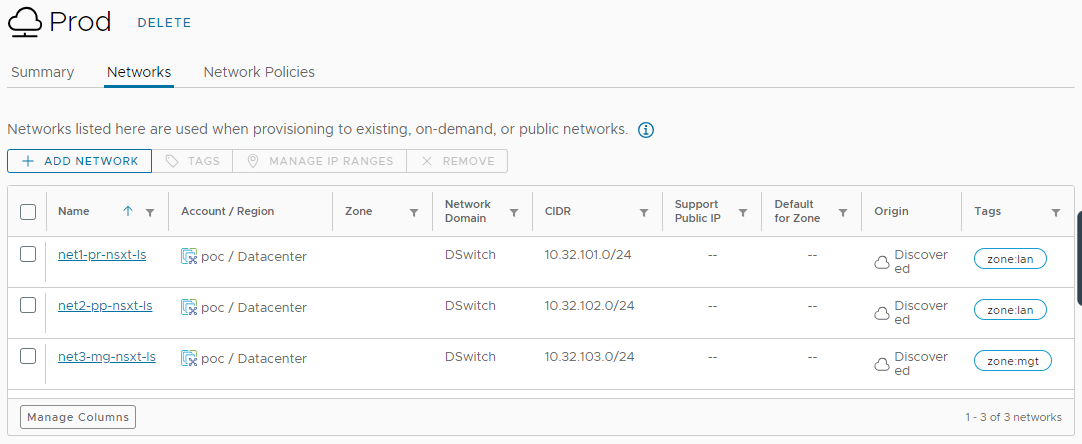 Prod DELETE
Summary Networks Network Policies
Networks listed here are used when provisioning to existing, on-demand, or public networks.
ADD NETWORK TAGS MANAGE IP RANGES REMOVE
Name Account / Region Zone Network Domain CIDR Support Public IP Default for Zone Origin Tags
net1-pr-nsxt-ls poc / Datacenter DSwitch 10.32.101.0/24 -- -- Discovered zone:lan
net2-pp-nsxt-ls poc / Datacenter DSwitch 10.32.102.0/24 -- -- Discovered zone:lan
net3-mg-nsxt-ls poc / Datacenter DSwitch 10.32.103.0/24 -- -- Discovered zone:mgt
Manage Columns 1 - 3 of 3 networks